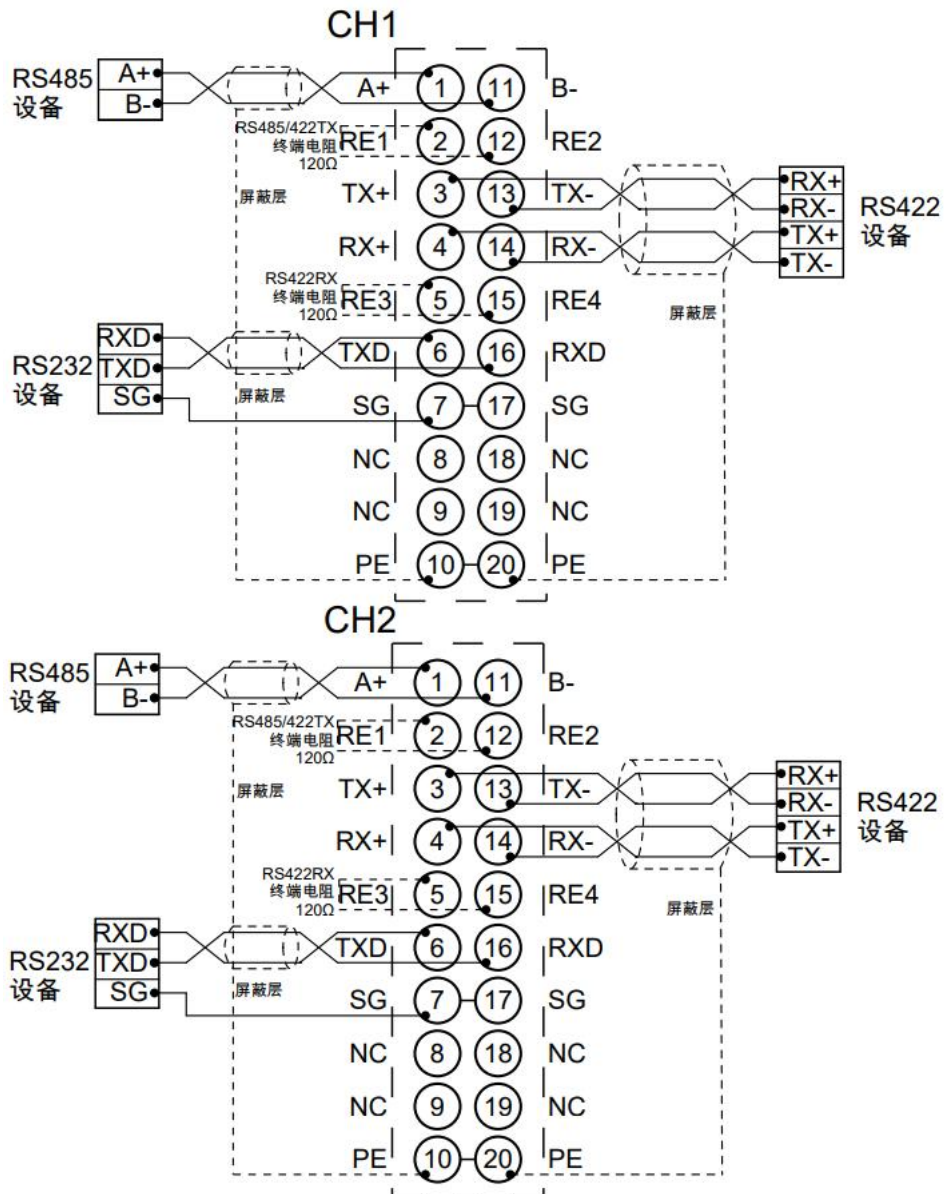 CH1
RS485
设备
A+
B-
A+ 1 11 B-
RS485/422TX
终端电阻
120Ω
RE1 2 12 RE2
屏蔽层
TX+ 3 13 TX-
RX+
RX-
TX+
TX-
RS422
设备
RX+ 4 14 RX-
RS422RX
终端电阻
120Ω
RE3 5 15 RE4
屏蔽层
RS232
设备
RXD
TXD
SG
TXD 6 16 RXD
屏蔽层
SG 7 17 SG
NC 8 18 NC
NC 9 19 NC
PE 10 20 PE
CH2
RS485
设备
A+
B-
A+ 1 11 B-
RS485/422TX
终端电阻
120Ω
RE1 2 12 RE2
屏蔽层
TX+ 3 13 TX-
RX+
RX-
TX+
TX-
RS422
设备
RX+ 4 14 RX-
RS422RX
终端电阻
120Ω
RE3 5 15 RE4
屏蔽层
RS232
设备
RXD
TXD
SG
TXD 6 16 RXD
屏蔽层
SG 7 17 SG
NC 8 18 NC
NC 9 19 NC
PE 10 20 PE